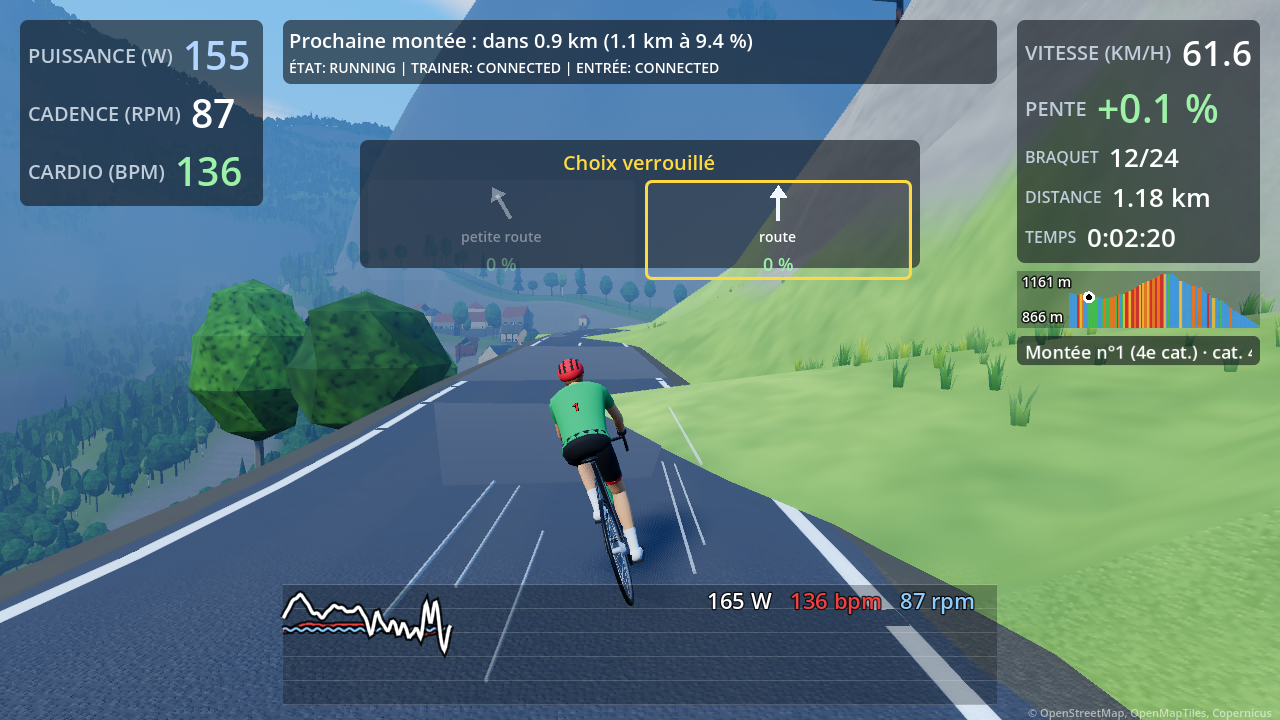 PUISSANCE (W) 155
CADENCE (RPM) 87
CARDIO (BPM) 136
Prochaine montée : dans 0.9 km (1.1 km à 9.4 %)
ÉTAT: RUNNING | TRAINER: CONNECTED | ENTRÉE: CONNECTED
Choix verrouillé
petite route
0 %
route
0 %
VITESSE (KM/H) 61.6
PENTE +0.1 %
BRAQUET 12/24
DISTANCE 1.18 km
TEMPS 0:02:20
1161 m
866 m
Montée n°1 (4e cat.) · cat.
1
165 W 136 bpm 87 rpm
© OpenStreetMap, OpenMapTiles, Copernicus